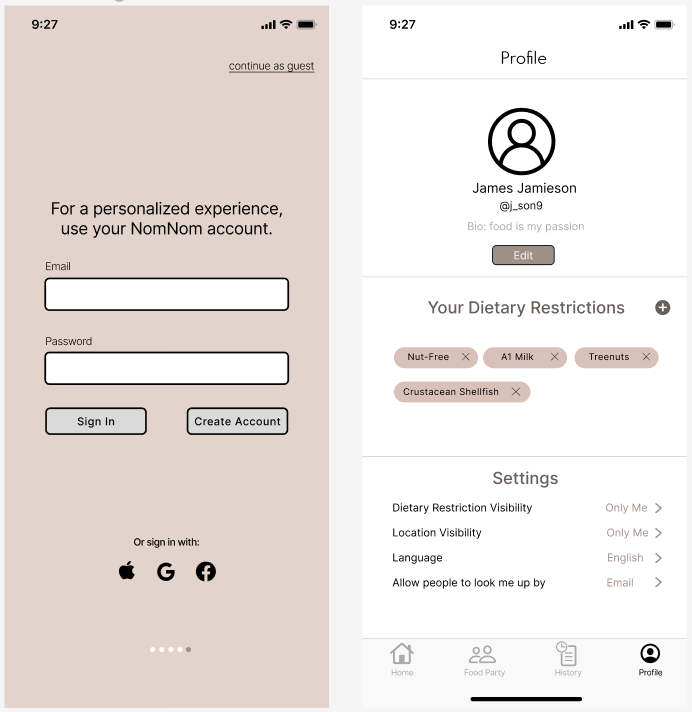 9:27
continue as guest
For a personalized experience,
use your NomNom account.
Email
Password
Sign In
Create Account
Or sign in with:
9:27
Profile
James Jamieson
@j_son9
Bio: food is my passion
Edit
Your Dietary Restrictions
Nut-Free
A1 Milk
Treenuts
Crustacean Shellfish
Settings
Dietary Restriction Visibility Only Me
Location Visibility Only Me
Language English
Allow people to look me up by Email
Home
Food Party
History
Profile